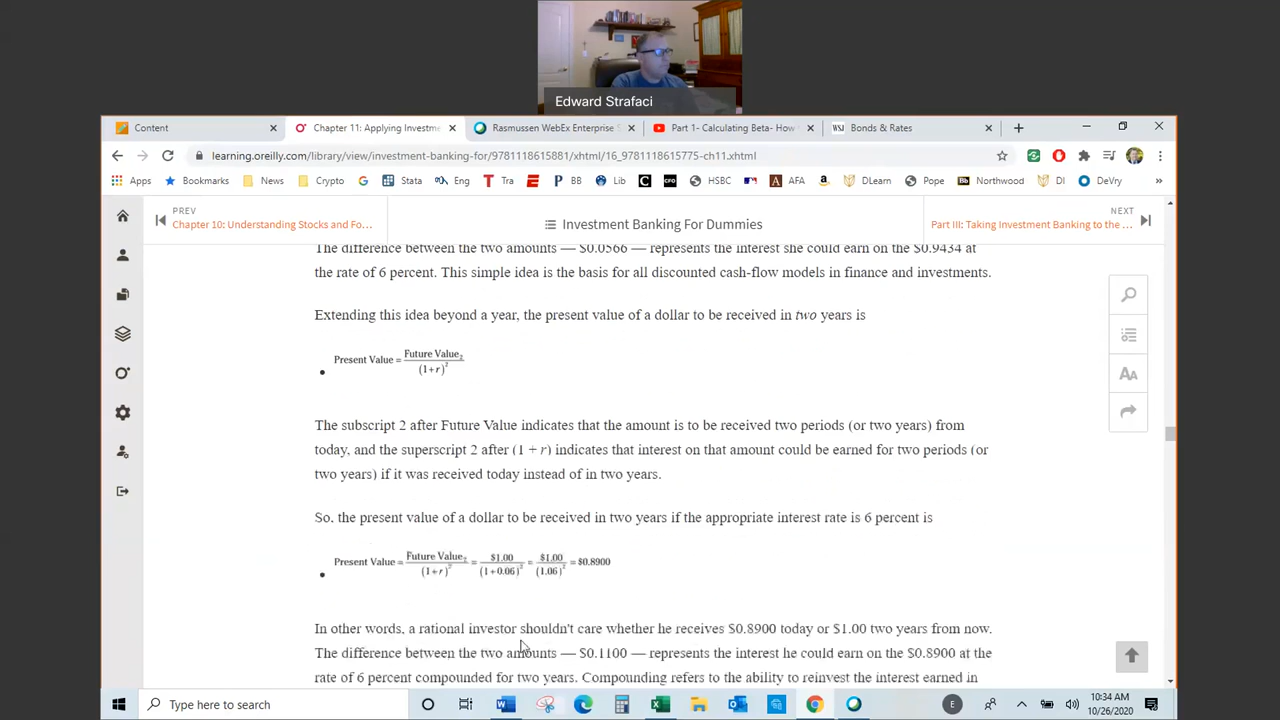 Edward Strafaci
Content
Chapter 11: Applying Investme
Rasmussen WebEx Enterprise S
Part 1- Calculating Beta- How
WSJ
Bonds & Rates
learning.oreilly.com/library/view/investment-banking-for/9781118615881/xhtml/16_9781118615775-ch11.xhtml
Apps
Bookmarks
News
Crypto
Stata
Eng
Tra
BB
Lib
CFO
HSBC
AFA
DLearn
Pope
Northwood
DI
DeVry
»
PREV
Chapter 10: Understanding Stocks and Fo...
Investment Banking For Dummies
NEXT
Part III: Taking Investment Banking to the ...
The difference between the two amounts — $0.0566 — represents the interest she could earn on the $0.9434 at
the rate of 6 percent. This simple idea is the basis for all discounted cash-flow models in finance and investments.
Extending this idea beyond a year, the present value of a dollar to be received in two years is
• Present Value = Future Value₂ / (1+r)²
The subscript 2 after Future Value indicates that the amount is to be received two periods (or two years) from
today, and the superscript 2 after (1 + r) indicates that interest on that amount could be earned for two periods (or
two years) if it was received today instead of in two years.
So, the present value of a dollar to be received in two years if the appropriate interest rate is 6 percent is
• Present Value = Future Value₂ / (1+r)² = $1.00 / (1+0.06)² = $1.00 / (1.06)² = $0.8900
In other words, a rational investor shouldn't care whether he receives $0.8900 today or $1.00 two years from now.
The difference between the two amounts — $0.1100 — represents the interest he could earn on the $0.8900 at the
rate of 6 percent compounded for two years. Compounding refers to the ability to reinvest the interest earned in
Type here to search
E
10:34 AM
10/26/2020